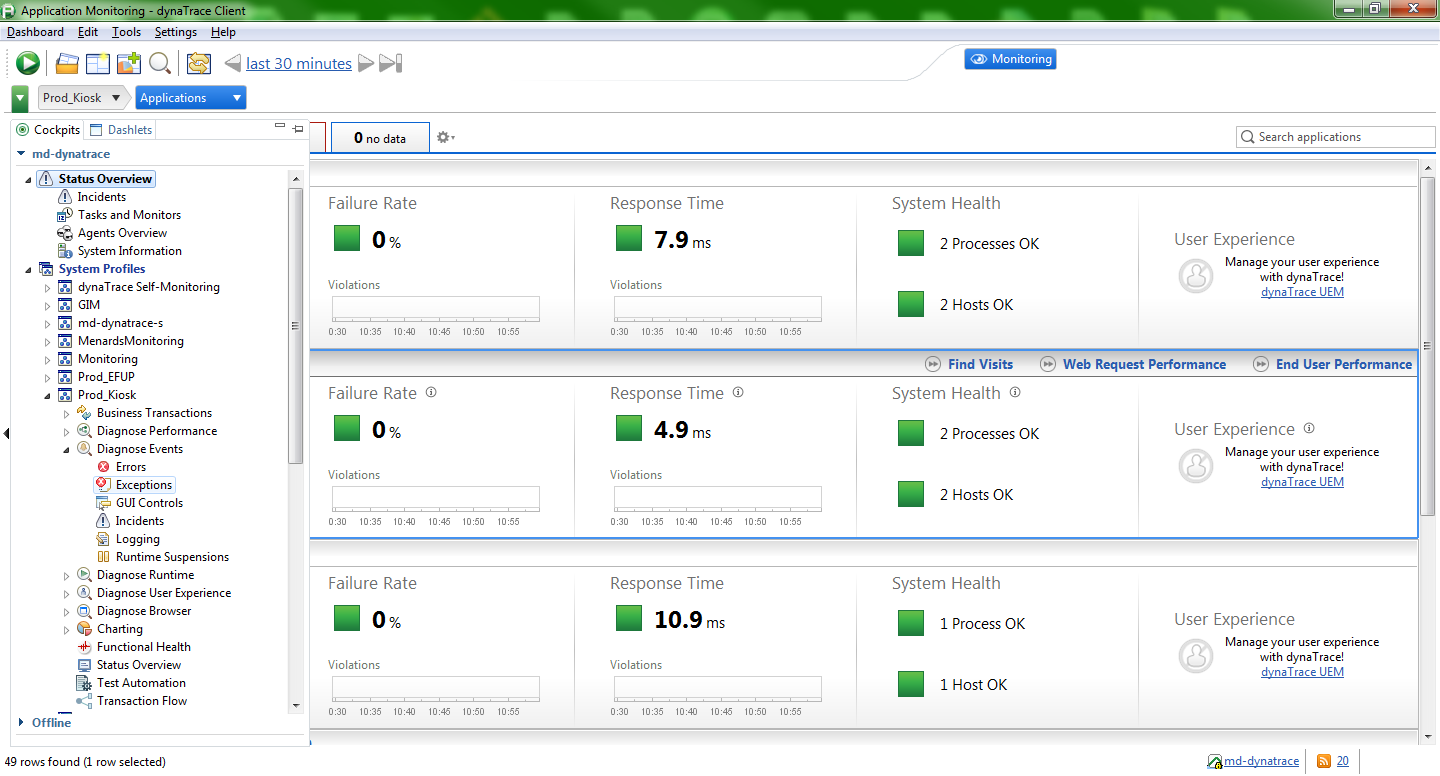 Application Monitoring - dynaTrace Client
Dashboard Edit Tools Settings Help
last 30 minutes
Monitoring
Prod_Kiosk Applications
Cockpits Dashlets
0 no data
Search applications
md-dynatrace
Status Overview
Incidents
Tasks and Monitors
Agents Overview
System Information
System Profiles
dynaTrace Self-Monitoring
GIM
md-dynatrace-s
MenardsMonitoring
Monitoring
Prod_EFUP
Prod_Kiosk
Business Transactions
Diagnose Performance
Diagnose Events
Errors
Exceptions
GUI Controls
Incidents
Logging
Runtime Suspensions
Diagnose Runtime
Diagnose User Experience
Diagnose Browser
Charting
Functional Health
Status Overview
Test Automation
Transaction Flow
Offline
Failure Rate
0 %
Violations
0:30 10:35 10:40 10:45 10:50 10:55
Response Time
7.9 ms
Violations
0:30 10:35 10:40 10:45 10:50 10:55
System Health
2 Processes OK
2 Hosts OK
User Experience
Manage your user experience
with dynaTrace!
dynaTrace UEM
Find Visits Web Request Performance End User Performance
Failure Rate
0 %
Violations
0:30 10:35 10:40 10:45 10:50 10:55
Response Time
4.9 ms
Violations
0:30 10:35 10:40 10:45 10:50 10:55
System Health
2 Processes OK
2 Hosts OK
User Experience
Manage your user experience
with dynaTrace!
dynaTrace UEM
Failure Rate
0 %
Violations
0:30 10:35 10:40 10:45 10:50 10:55
Response Time
10.9 ms
Violations
0:30 10:35 10:40 10:45 10:50 10:55
System Health
1 Process OK
1 Host OK
User Experience
Manage your user experience
with dynaTrace!
dynaTrace UEM
49 rows found (1 row selected)
md-dynatrace
20